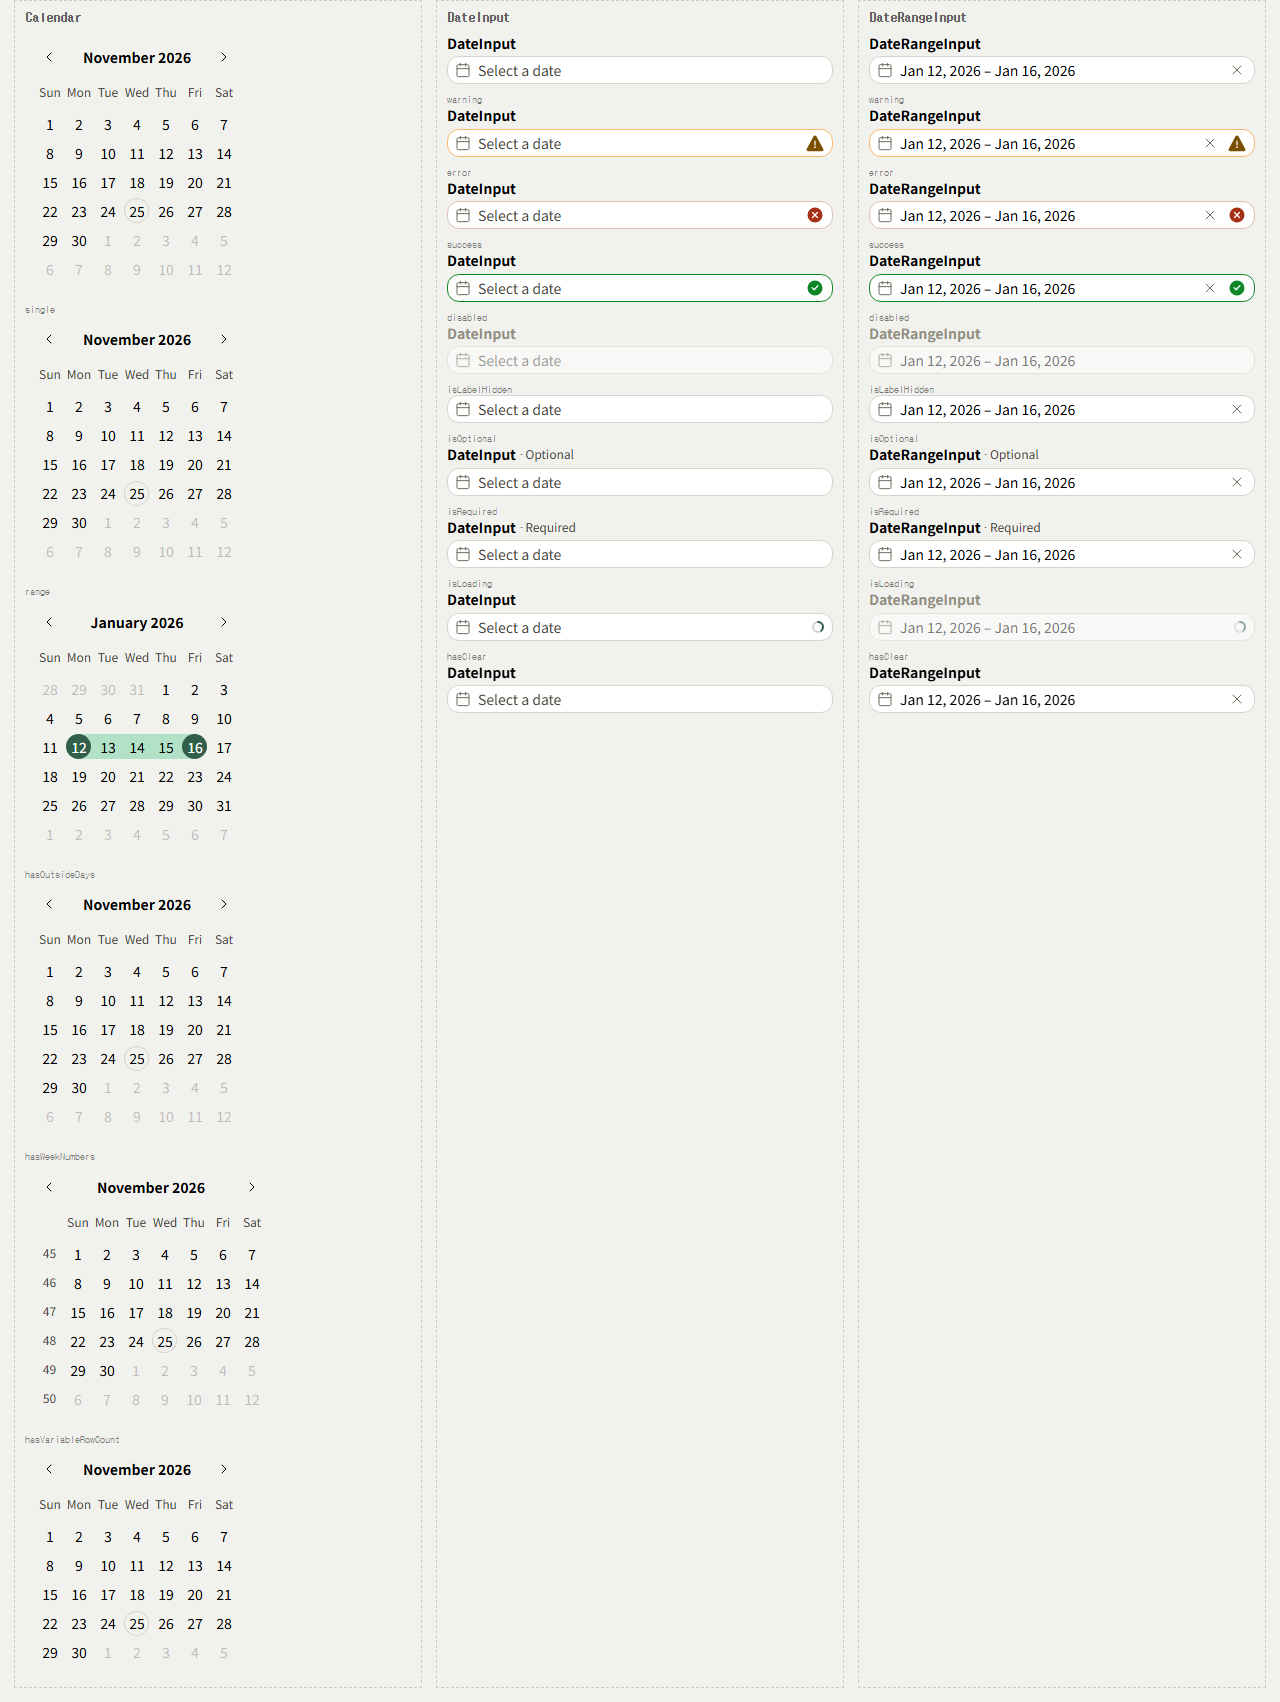 Calendar
November 2026
Sun Mon Tue Wed Thu Fri Sat
1 2 3 4 5 6 7
8 9 10 11 12 13 14
15 16 17 18 19 20 21
22 23 24 25 26 27 28
29 30 1 2 3 4 5
6 7 8 9 10 11 12
single
November 2026
Sun Mon Tue Wed Thu Fri Sat
1 2 3 4 5 6 7
8 9 10 11 12 13 14
15 16 17 18 19 20 21
22 23 24 25 26 27 28
29 30 1 2 3 4 5
6 7 8 9 10 11 12
range
January 2026
Sun Mon Tue Wed Thu Fri Sat
28 29 30 31 1 2 3
4 5 6 7 8 9 10
11 12 13 14 15 16 17
18 19 20 21 22 23 24
25 26 27 28 29 30 31
1 2 3 4 5 6 7
hasOutsideDays
November 2026
Sun Mon Tue Wed Thu Fri Sat
1 2 3 4 5 6 7
8 9 10 11 12 13 14
15 16 17 18 19 20 21
22 23 24 25 26 27 28
29 30 1 2 3 4 5
6 7 8 9 10 11 12
hasWeekNumbers
November 2026
Sun Mon Tue Wed Thu Fri Sat
45 1 2 3 4 5 6 7
46 8 9 10 11 12 13 14
47 15 16 17 18 19 20 21
48 22 23 24 25 26 27 28
49 29 30 1 2 3 4 5
50 6 7 8 9 10 11 12
hasVariableRowCount
November 2026
Sun Mon Tue Wed Thu Fri Sat
1 2 3 4 5 6 7
8 9 10 11 12 13 14
15 16 17 18 19 20 21
22 23 24 25 26 27 28
29 30 1 2 3 4 5
DateInput
DateInput
Select a date
warning
DateInput
Select a date
error
DateInput
Select a date
success
DateInput
Select a date
disabled
DateInput
Select a date
isLabelHidden
Select a date
isOptional
DateInput · Optional
Select a date
isRequired
DateInput · Required
Select a date
isLoading
DateInput
Select a date
hasClear
DateInput
Select a date
DateRangeInput
DateRangeInput
Jan 12, 2026 – Jan 16, 2026
warning
DateRangeInput
Jan 12, 2026 – Jan 16, 2026
error
DateRangeInput
Jan 12, 2026 – Jan 16, 2026
success
DateRangeInput
Jan 12, 2026 – Jan 16, 2026
disabled
DateRangeInput
Jan 12, 2026 – Jan 16, 2026
isLabelHidden
Jan 12, 2026 – Jan 16, 2026
isOptional
DateRangeInput · Optional
Jan 12, 2026 – Jan 16, 2026
isRequired
DateRangeInput · Required
Jan 12, 2026 – Jan 16, 2026
isLoading
DateRangeInput
Jan 12, 2026 – Jan 16, 2026
hasClear
DateRangeInput
Jan 12, 2026 – Jan 16, 2026